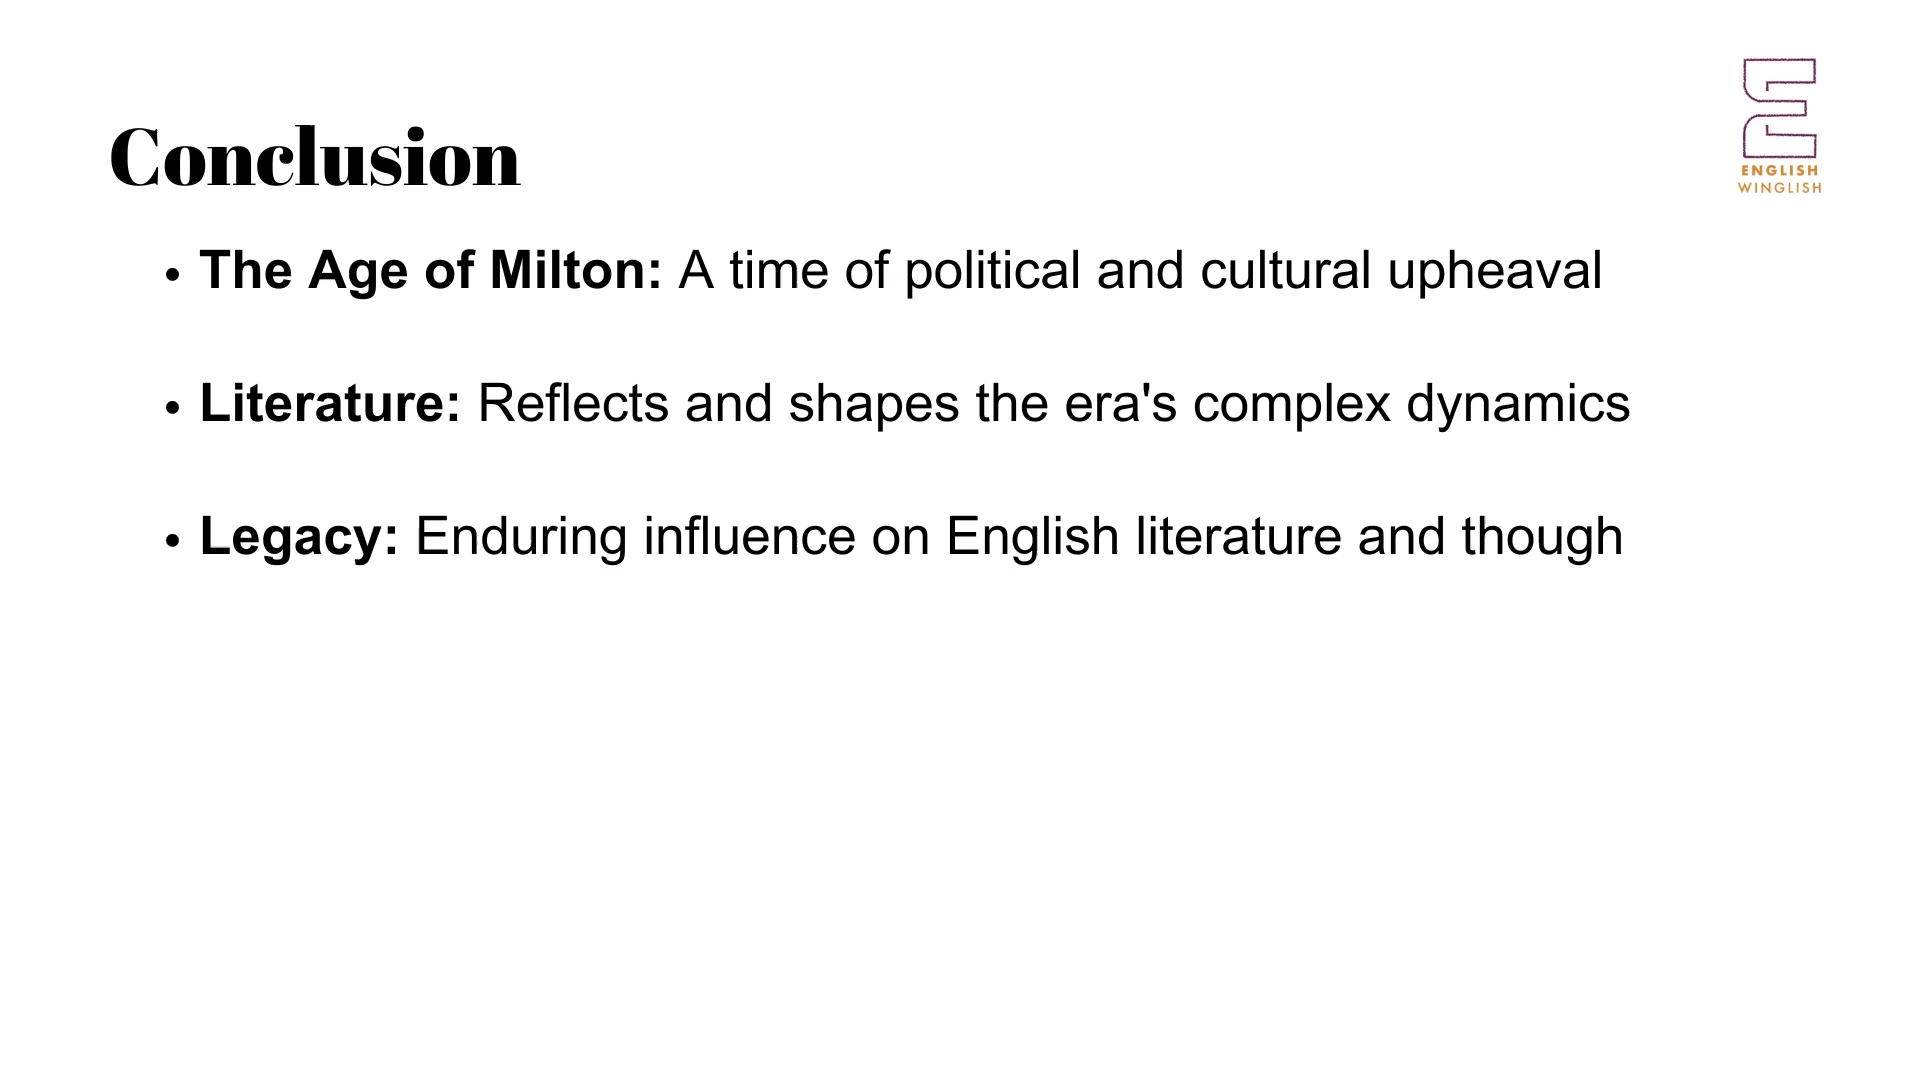 ENGLISH
WINGLISH
Conclusion
• The Age of Milton: A time of political and cultural upheaval
• Literature: Reflects and shapes the era's complex dynamics
• Legacy: Enduring influence on English literature and though